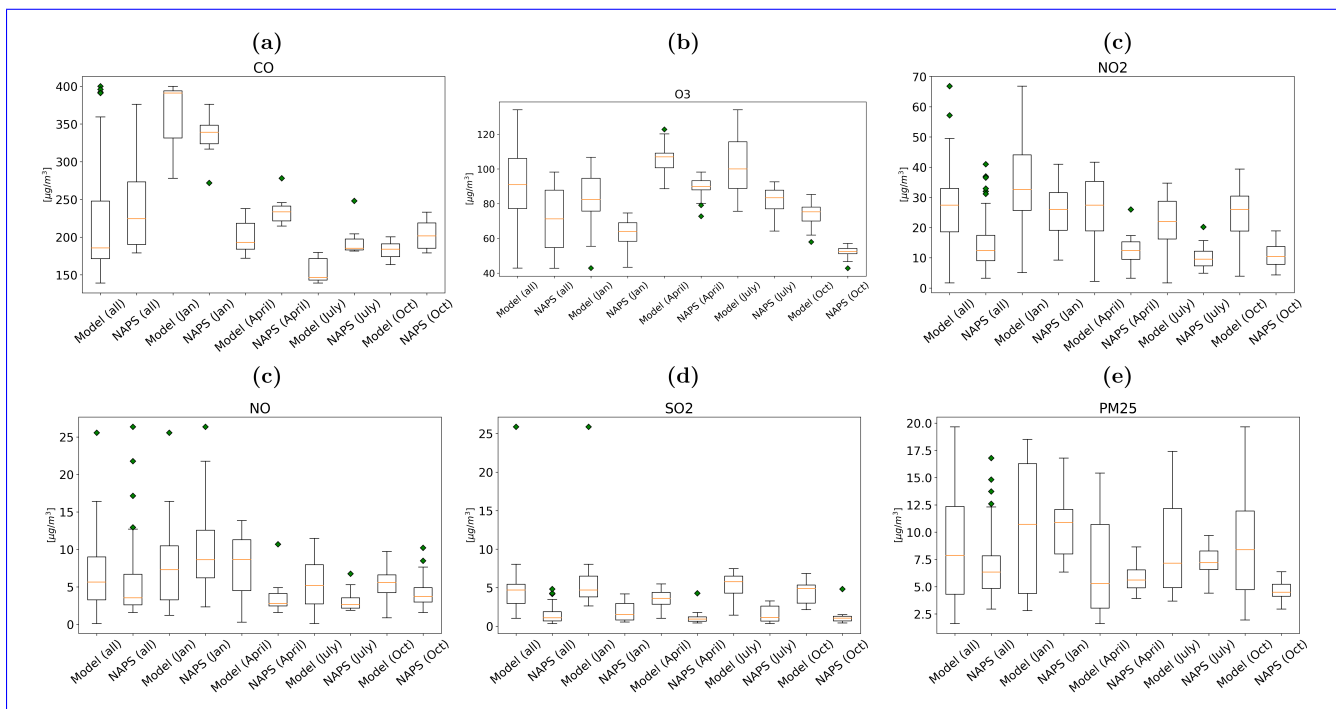 (a)
CO
[μg/m³]
400
350
300
250
200
150
Model (all) NAPS (all) Model (Jan) NAPS (Jan) Model (April) NAPS (April) Model (July) NAPS (July) Model (Oct) NAPS (Oct)
(b)
O3
[μg/m³]
120
100
80
60
40
Model (all) NAPS (all) Model (Jan) NAPS (Jan) Model (April) NAPS (April) Model (July) NAPS (July) Model (Oct) NAPS (Oct)
(c)
NO2
[μg/m³]
70
60
50
40
30
20
10
0
Model (all) NAPS (all) Model (Jan) NAPS (Jan) Model (April) NAPS (April) Model (July) NAPS (July) Model (Oct) NAPS (Oct)
(c)
NO
[μg/m³]
25
20
15
10
5
0
Model (all) NAPS (all) Model (Jan) NAPS (Jan) Model (April) NAPS (April) Model (July) NAPS (July) Model (Oct) NAPS (Oct)
(d)
SO2
[μg/m³]
25
20
15
10
5
0
Model (all) NAPS (all) Model (Jan) NAPS (Jan) Model (April) NAPS (April) Model (July) NAPS (July) Model (Oct) NAPS (Oct)
(e)
PM25
[μg/m³]
20.0
17.5
15.0
12.5
10.0
7.5
5.0
2.5
Model (all) NAPS (all) Model (Jan) NAPS (Jan) Model (April) NAPS (April) Model (July) NAPS (July) Model (Oct) NAPS (Oct)